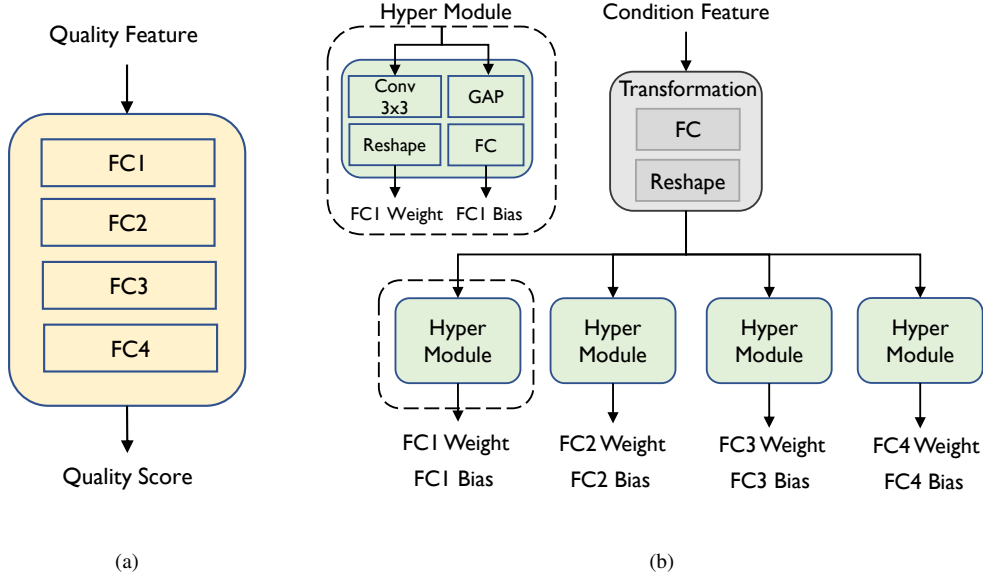 Quality Feature
FC1
FC2
FC3
FC4
Quality Score
(a)
Hyper Module
Conv
3x3
GAP
Reshape
FC
FC1 Weight
FC1 Bias
Condition Feature
Transformation
FC
Reshape
Hyper
Module
Hyper
Module
Hyper
Module
Hyper
Module
FC1 Weight
FC1 Bias
FC2 Weight
FC2 Bias
FC3 Weight
FC3 Bias
FC4 Weight
FC4 Bias
(b)